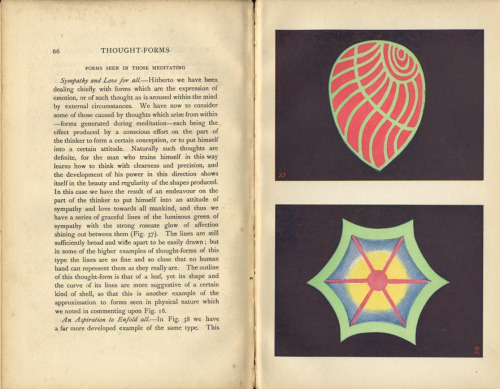 66
THOUGHT-FORMS
FORMS SEEN IN THOSE MEDITATING
Sympathy and Love for all.—Hitherto we have been
dealing chiefly with forms which are the expression of
emotion, or of such thought as is aroused within the mind
by external circumstances. We have now to consider
some of those caused by thoughts which arise from within
—forms generated during meditation—each being the
effect produced by a conscious effort on the part of
the thinker to form a certain conception, or to put himself
into a certain attitude. Naturally such thoughts are
definite, for the man who trains himself in this way
learns how to think with clearness and precision, and
the development of his power in this direction shows
itself in the beauty and regularity of the shapes produced.
In this case we have the result of an endeavour on the
part of the thinker to put himself into an attitude of
sympathy and love towards all mankind, and thus we
have a series of graceful lines of the luminous green of
sympathy with the strong roseate glow of affection
shining out between them (Fig. 37). The lines are still
sufficiently broad and wide apart to be easily drawn; but
in some of the higher examples of thought-forms of this
type the lines are so fine and so close that no human
hand can represent them as they really are. The outline
of this thought-form is that of a leaf, yet its shape and
the curve of its lines are more suggestive of a certain
kind of shell, so that this is another example of the
approximation to forms seen in physical nature which
we noted in commenting upon Fig. 16.
An Aspiration to Enfold all.—In Fig. 38 we have
a far more developed example of the same type. This
37
38